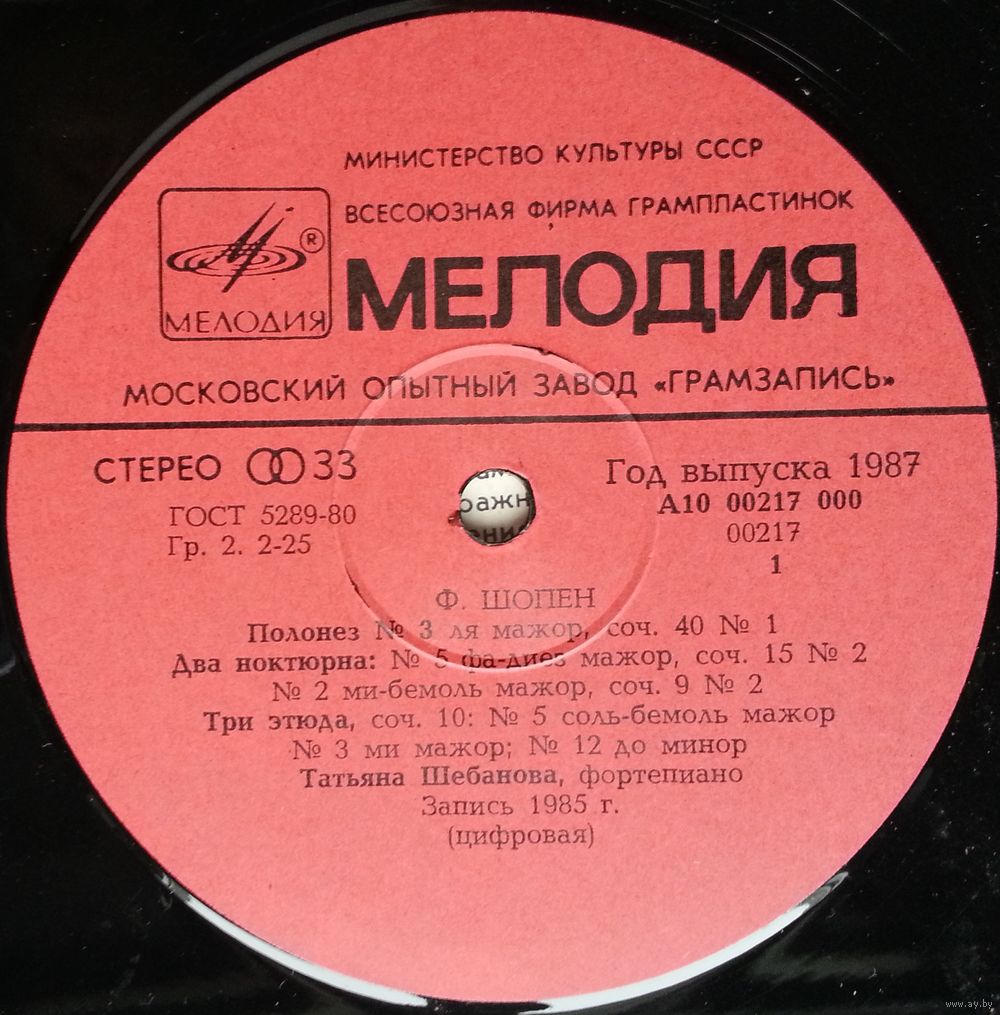 МИНИСТЕРСТВО КУЛЬТУРЫ СССР
ВСЕСОЮЗНАЯ ФИРМА ГРАМПЛАСТИНОК
МЕЛОДИЯ ®
МЕЛОДИЯ
МОСКОВСКИЙ ОПЫТНЫЙ ЗАВОД «ГРАМЗАПИСЬ»
СТЕРЕО 33
Год выпуска 1987
ГОСТ 5289-80
А10 00217 000
Гр. 2. 2-25
00217
1
Ф. ШОПЕН
Полонез № 3 ля мажор, соч. 40 № 1
Два ноктюрна: № 5 фа-диез мажор, соч. 15 № 2
№ 2 ми-бемоль мажор, соч. 9 № 2
Три этюда, соч. 10: № 5 соль-бемоль мажор
№ 3 ми мажор; № 12 до минор
Татьяна Шебанова, фортепиано
Запись 1985 г.
(цифровая)
www.ay.by